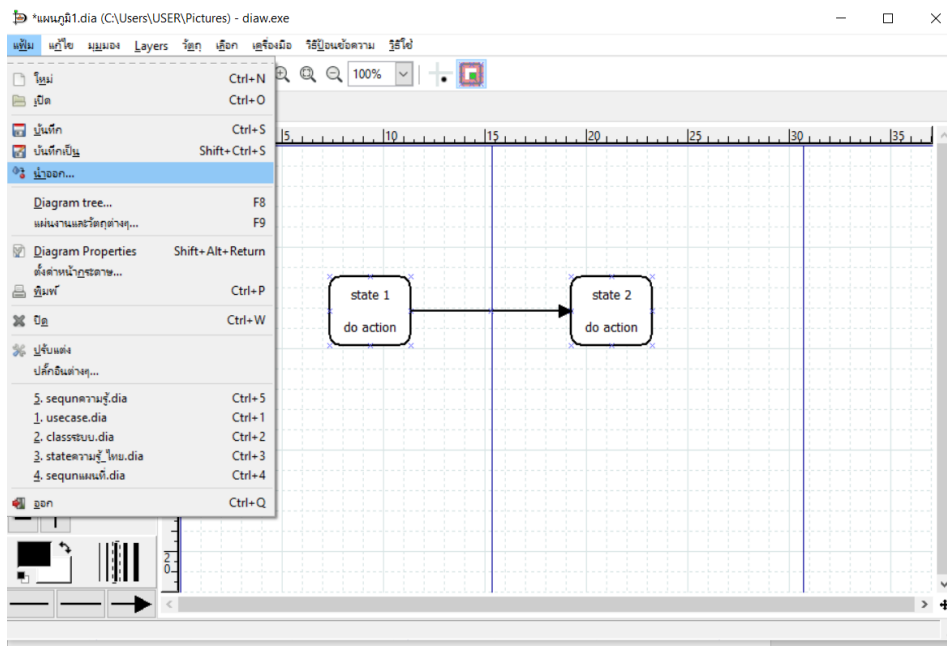 *แผนภูมิ1.dia (C:\Users\USER\Pictures) - diaw.exe
แฟ้ม แก้ไข มุมมอง Layers วัตถุ เลือก เครื่องมือ วิธีป้อนข้อความ วิธีใช้
ใหม่ Ctrl+N
เปิด Ctrl+O
บันทึก Ctrl+S
บันทึกเป็น Shift+Ctrl+S
นำออก...
Diagram tree... F8
แผ่นงานและวัตถุต่างๆ... F9
Diagram Properties Shift+Alt+Return
ตั้งค่าหน้ากระดาษ...
พิมพ์ Ctrl+P
ปิด Ctrl+W
ปรับแต่ง
ปลั๊กอินต่างๆ...
5. sequnความรู้.dia Ctrl+5
1. usecase.dia Ctrl+1
2. classระบบ.dia Ctrl+2
3. stateความรู้_ไทย.dia Ctrl+3
4. sequnแผนที่.dia Ctrl+4
ออก Ctrl+Q
100%
5 10 15 20 25 30 35
state 1
do action
state 2
do action
20